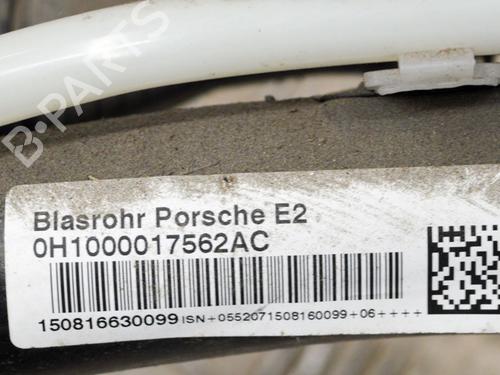 B-PARTS
Blasrohr Porsche E2
0H1000017562AC
150816630099 ISN+0552071508160099+06++++